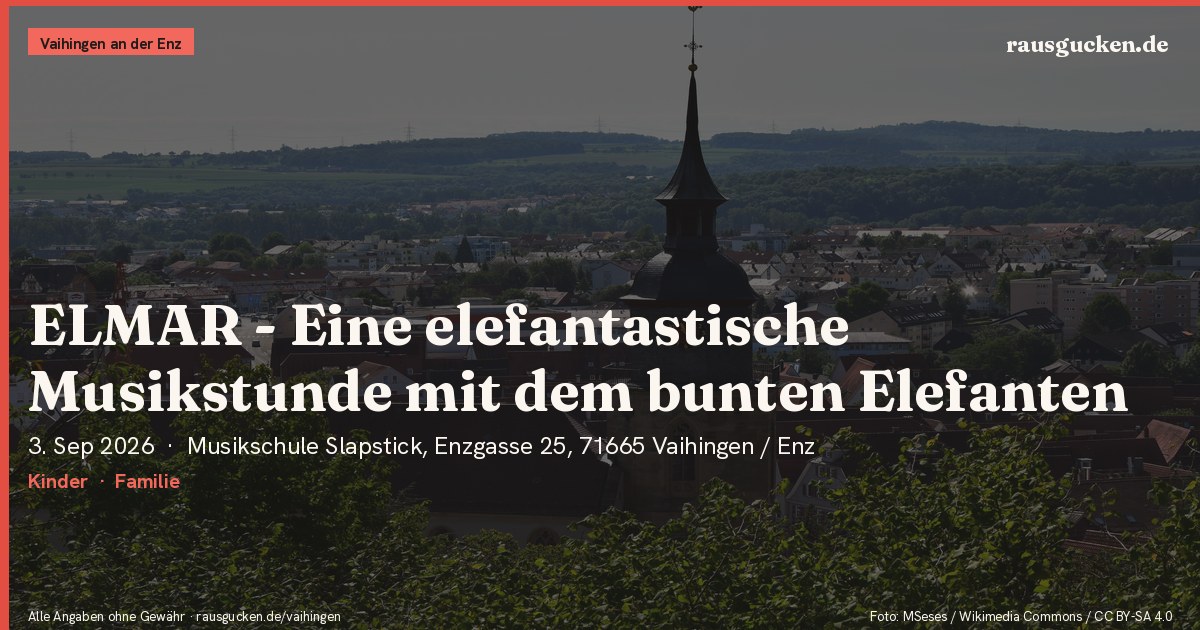 Vaihingen an der Enz
rausgucken.de
ELMAR - Eine elefantastische
Musikstunde mit dem bunten Elefanten
3. Sep 2026 · Musikschule Slapstick, Enzgasse 25, 71665 Vaihingen / Enz
Kinder · Familie
Alle Angaben ohne Gewähr · rausgucken.de/vaihingen
Foto: MSeses / Wikimedia Commons / CC BY-SA 4.0